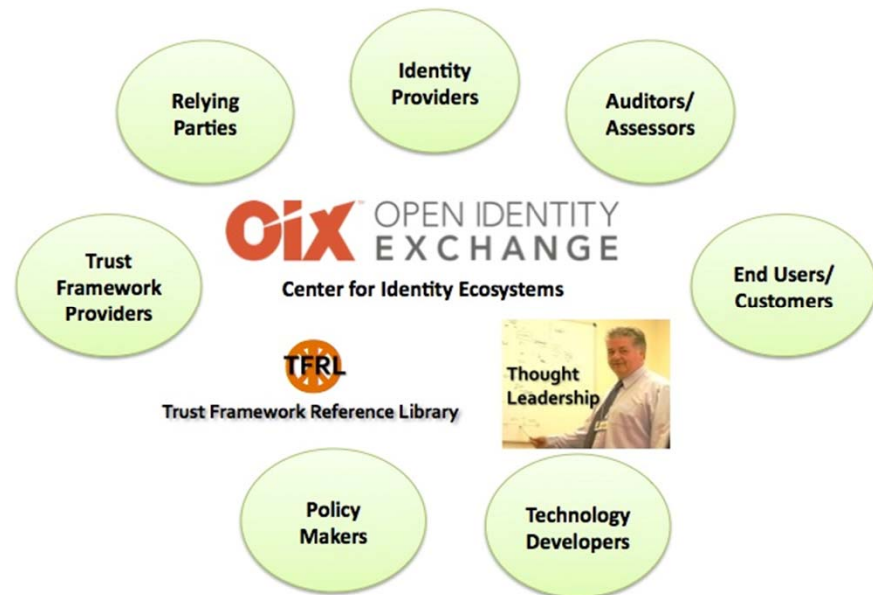 Identity
Providers
Relying
Parties
Auditors/
Assessors
OIX™ OPEN IDENTITY
EXCHANGE
Center for Identity Ecosystems
Trust
Framework
Providers
End Users/
Customers
TFRL
Trust Framework Reference Library
Thought
Leadership
Policy
Makers
Technology
Developers